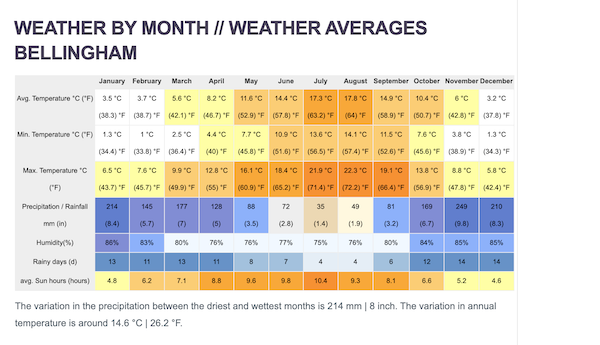 WEATHER BY MONTH // WEATHER AVERAGES
BELLINGHAM
January February March April May June July August September October November December
Avg. Temperature °C (°F) 3.5 °C 3.7 °C 5.6 °C 8.2 °C 11.6 °C 14.4 °C 17.3 °C 17.8 °C 14.9 °C 10.4 °C 6 °C 3.2 °C
(38.3) °F (38.7) °F (42.1) °F (46.7) °F (52.9) °F (57.8) °F (63.2) °F (64) °F (58.9) °F (50.7) °F (42.8) °F (37.8) °F
Min. Temperature °C (°F) 1.3 °C 1 °C 2.5 °C 4.4 °C 7.7 °C 10.9 °C 13.6 °C 14.1 °C 11.5 °C 7.6 °C 3.8 °C 1.3 °C
(34.4) °F (33.8) °F (36.4) °F (40) °F (45.8) °F (51.6) °F (56.5) °F (57.4) °F (52.6) °F (45.6) °F (38.9) °F (34.3) °F
Max. Temperature °C 6.5 °C 7.6 °C 9.9 °C 12.8 °C 16.1 °C 18.4 °C 21.9 °C 22.3 °C 19.1 °C 13.8 °C 8.8 °C 5.8 °C
(°F) (43.7) °F (45.7) °F (49.9) °F (55) °F (60.9) °F (65.2) °F (71.4) °F (72.2) °F (66.4) °F (56.9) °F (47.8) °F (42.4) °F
Precipitation / Rainfall 214 145 177 128 88 72 35 49 81 169 249 210
mm (in) (8.4) (5.7) (7) (5) (3.5) (2.8) (1.4) (1.9) (3.2) (6.7) (9.8) (8.3)
Humidity(%) 86% 83% 80% 76% 76% 77% 75% 76% 80% 84% 85% 85%
Rainy days (d) 13 11 13 11 8 7 4 4 6 12 14 14
avg. Sun hours (hours) 4.8 6.2 7.1 8.8 9.6 9.8 10.4 9.3 8.1 6.6 5.2 4.6
The variation in the precipitation between the driest and wettest months is 214 mm | 8 inch. The variation in annual
temperature is around 14.6 °C | 26.2 °F.